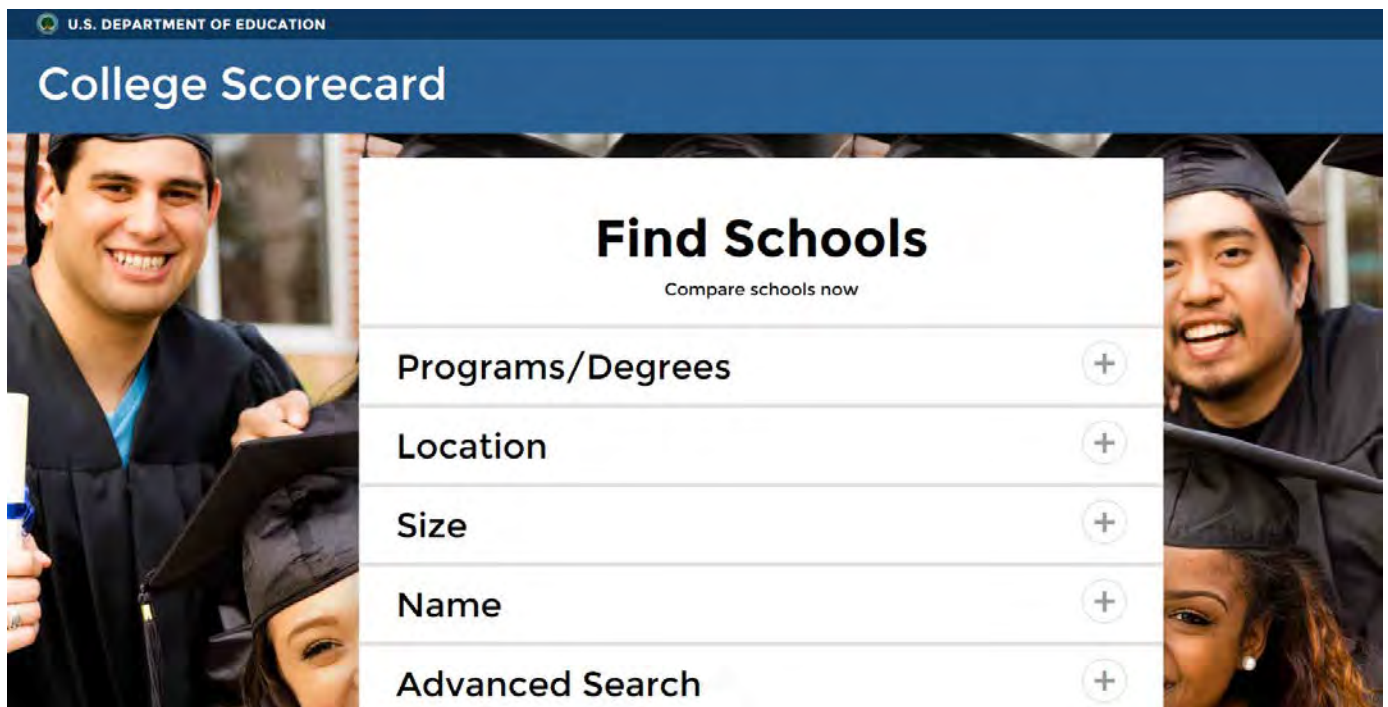 U.S. DEPARTMENT OF EDUCATION
College Scorecard
Find Schools
Compare schools now
Programs/Degrees
Location
Size
Name
Advanced Search